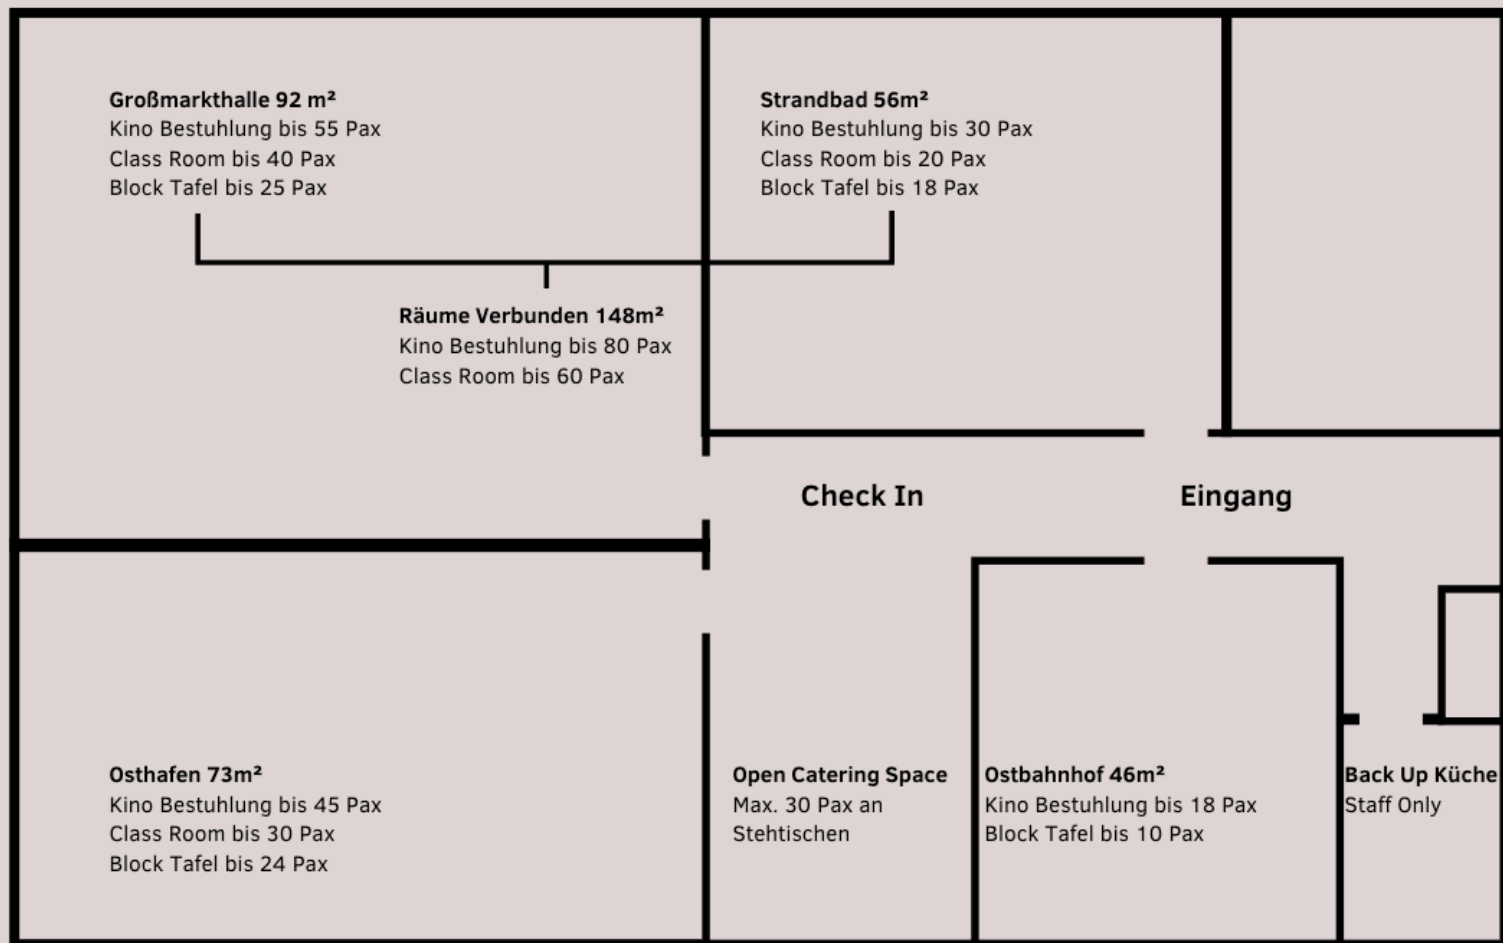 Großmarkthalle 92 m²
Kino Bestuhlung bis 55 Pax
Class Room bis 40 Pax
Block Tafel bis 25 Pax
Strandbad 56m²
Kino Bestuhlung bis 30 Pax
Class Room bis 20 Pax
Block Tafel bis 18 Pax
Räume Verbunden 148m²
Kino Bestuhlung bis 80 Pax
Class Room bis 60 Pax
Check In
Eingang
Osthafen 73m²
Kino Bestuhlung bis 45 Pax
Class Room bis 30 Pax
Block Tafel bis 24 Pax
Open Catering Space
Max. 30 Pax an
Stehtischen
Ostbahnhof 46m²
Kino Bestuhlung bis 18 Pax
Block Tafel bis 10 Pax
Back Up Küche
Staff Only